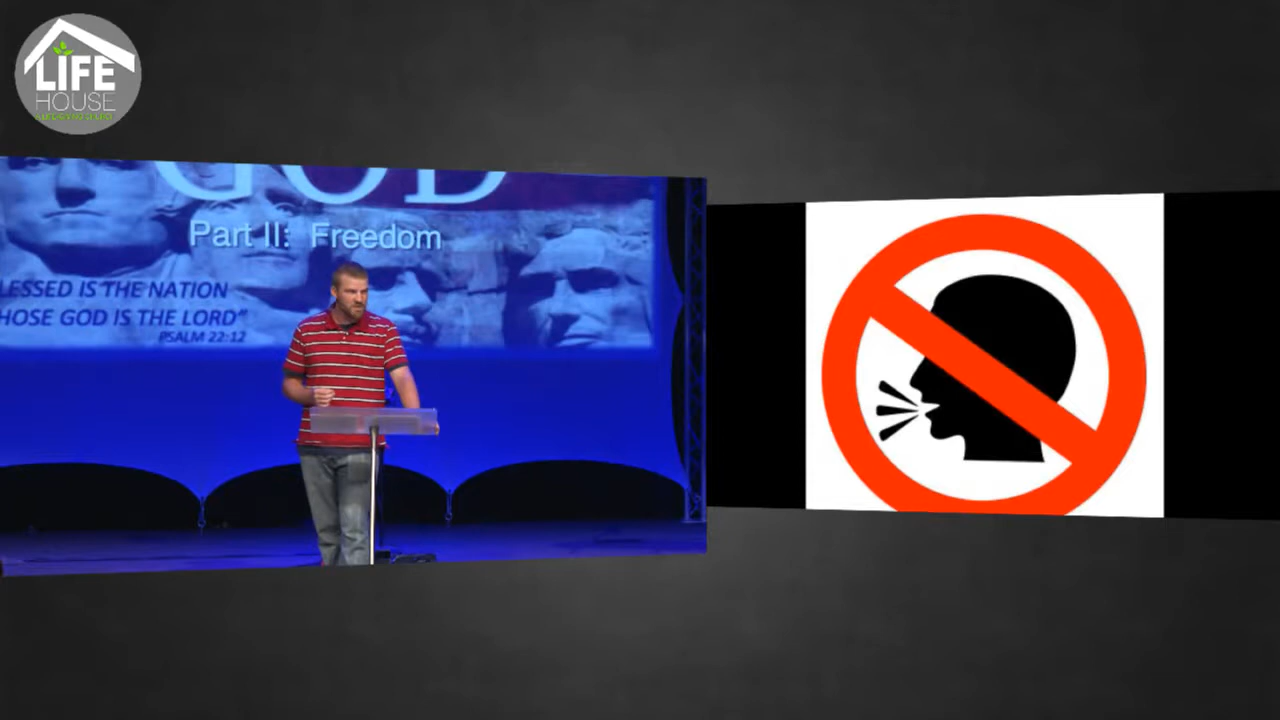 LIFE
HOUSE
GOD
Part II: Freedom
LESSED IS THE NATION
HOSE GOD IS THE LORD"
PSALM 22:12